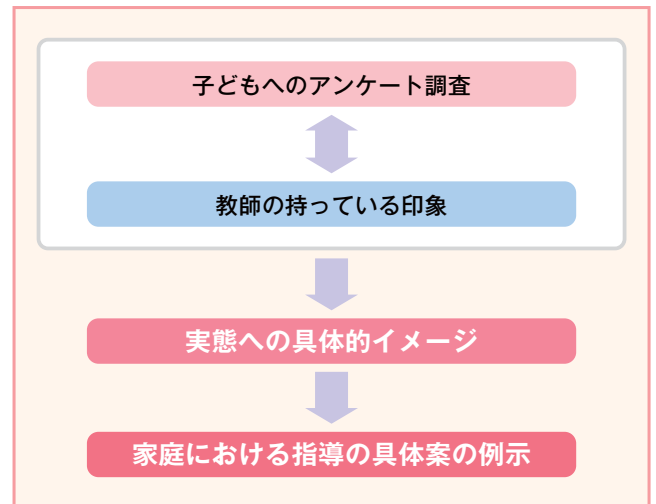 子どもへのアンケート調査
教師の持っている印象
実態への具体的イメージ
家庭における指導の具体案の例示